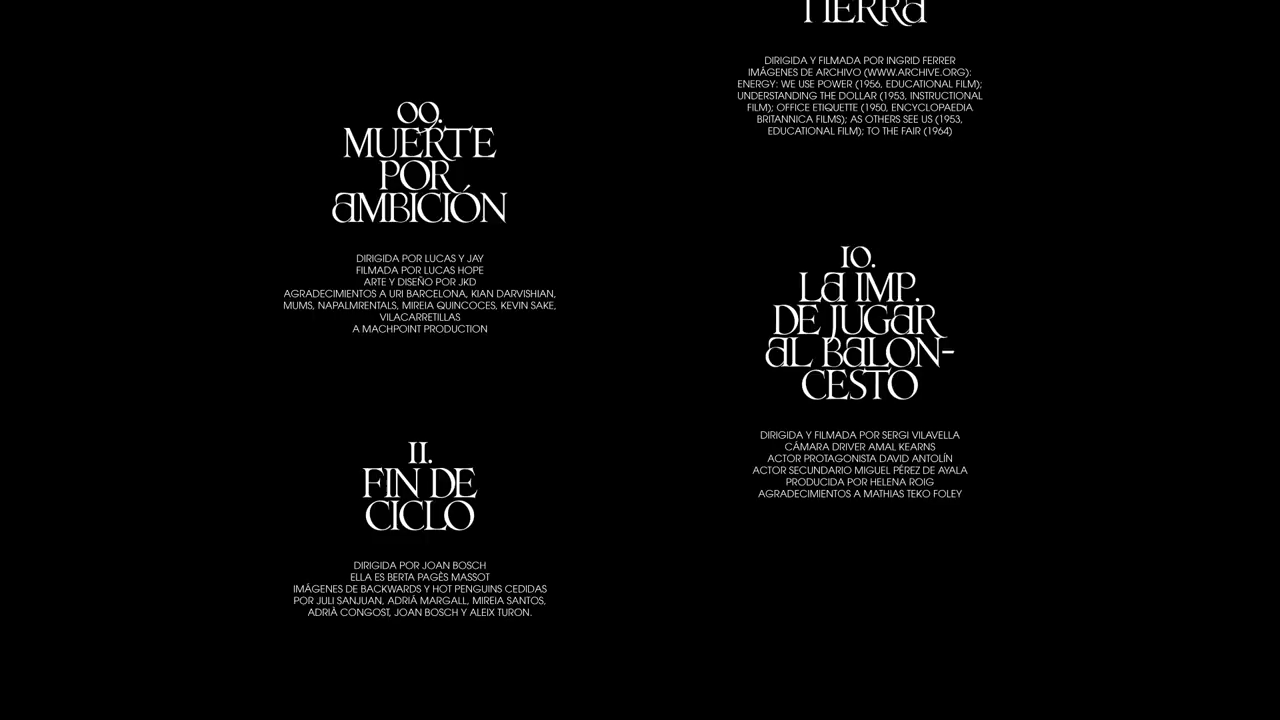 TIERRA
DIRIGIDA Y FILMADA POR INGRID FERRER
IMÁGENES DE ARCHIVO (WWW.ARCHIVE.ORG):
ENERGY: WE USE POWER (1956, EDUCATIONAL FILM);
UNDERSTANDING THE DOLLAR (1953, INSTRUCTIONAL
FILM); OFFICE ETIQUETTE (1950, ENCYCLOPAEDIA
BRITANNICA FILMS); AS OTHERS SEE US (1953,
EDUCATIONAL FILM); TO THE FAIR (1964)
09.
MUERTE
POR
AMBICIÓN
DIRIGIDA POR LUCAS Y JAY
FILMADA POR LUCAS HOPE
ARTE Y DISEÑO POR JKD
AGRADECIMIENTOS A URI BARCELONA, KIAN DARVISHIAN,
MUMS, NAPALMRENTALS, MIREIA QUINCOCES, KEVIN SAKE,
VILACARRETILLAS
A MACHPOINT PRODUCTION
10.
LA IMP.
DE JUGAR
AL BALON-
CESTO
DIRIGIDA Y FILMADA POR SERGI VILAVELLA
CÁMARA DRIVER AMAL KEARNS
ACTOR PROTAGONISTA DAVID ANTOLÍN
ACTOR SECUNDARIO MIGUEL PÉREZ DE AYALA
PRODUCIDA POR HELENA ROIG
AGRADECIMIENTOS A MATHIAS TEKO FOLEY
11.
FIN DE
CICLO
DIRIGIDA POR JOAN BOSCH
ELLA ES BERTA PAGÈS MASSOT
IMÁGENES DE BACKWARDS Y HOT PENGUINS CEDIDAS
POR JULI SANJUAN, ADRIÀ MARGALL, MIREIA SANTOS,
ADRIÀ CONGOST, JOAN BOSCH Y ALEIX TURON.